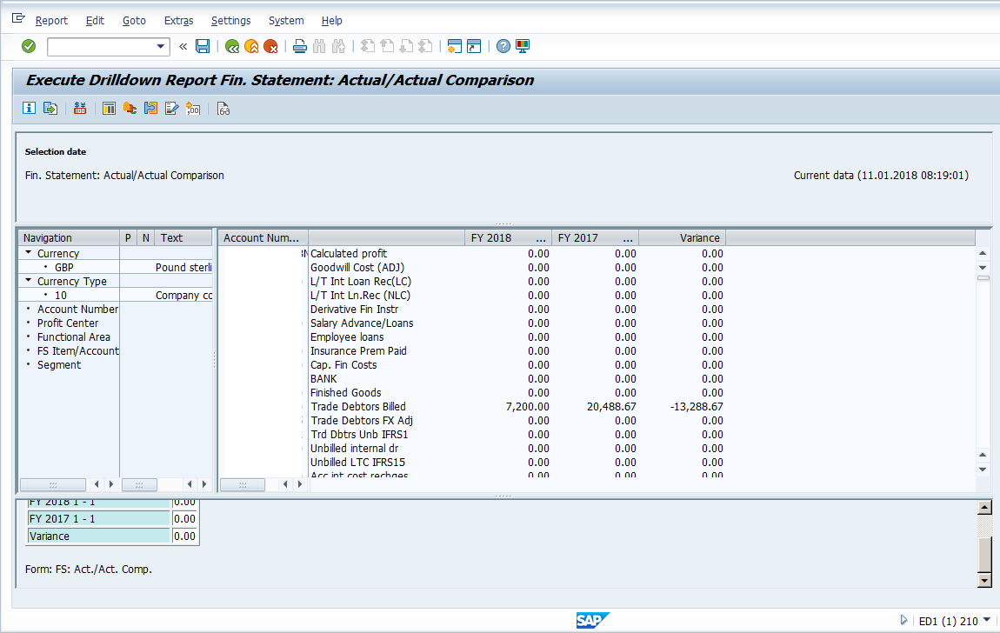 Report Edit Goto Extras Settings System Help
Execute Drilldown Report Fin. Statement: Actual/Actual Comparison
Selection date
Fin. Statement: Actual/Actual Comparison Current data (11.01.2018 08:19:01)
Navigation P N Text Account Num... FY 2018 ... FY 2017 ... Variance
Currency Calculated profit 0.00 0.00 0.00
GBP Pound sterli Goodwill Cost (ADJ) 0.00 0.00 0.00
Currency Type L/T Int Loan Rec(LC) 0.00 0.00 0.00
10 Company co L/T Int Ln.Rec (NLC) 0.00 0.00 0.00
Account Number Derivative Fin Instr 0.00 0.00 0.00
Profit Center Salary Advance/Loans 0.00 0.00 0.00
Functional Area Employee loans 0.00 0.00 0.00
FS Item/Account Insurance Prem Paid 0.00 0.00 0.00
Segment Cap. Fin Costs 0.00 0.00 0.00
BANK 0.00 0.00 0.00
Finished Goods 0.00 0.00 0.00
Trade Debtors Billed 7,200.00 20,488.67 -13,288.67
Trade Debtors FX Adj 0.00 0.00 0.00
Trd Dbtrs Unb IFRS1 0.00 0.00 0.00
Unbilled internal dr 0.00 0.00 0.00
Unbilled LTC IFRS15 0.00 0.00 0.00
Acc int cost rechges 0.00 0.00 0.00
FY 2018 1 - 1 0.00
FY 2017 1 - 1 0.00
Variance 0.00
Form: FS: Act./Act. Comp.
SAP ED1 (1) 210